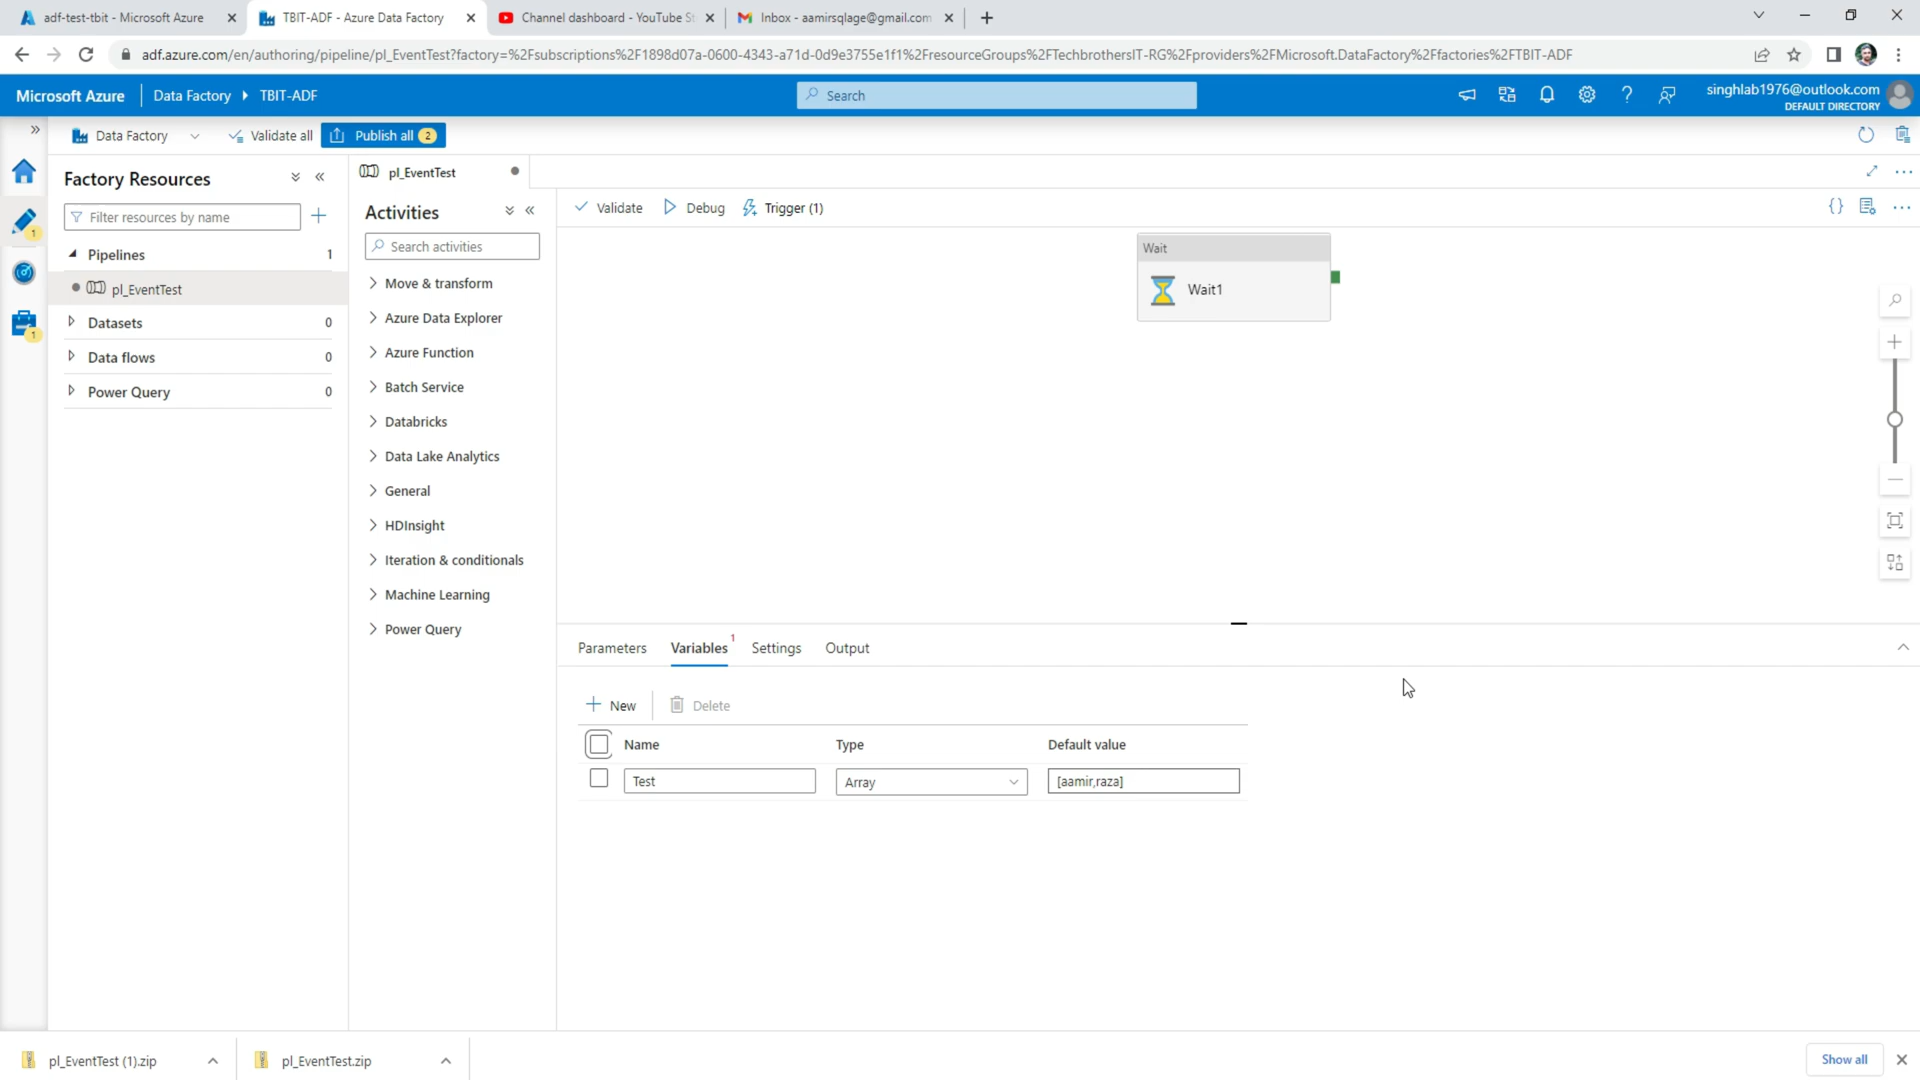 adf-test-tbit - Microsoft Azure
TBIT-ADF - Azure Data Factory
Channel dashboard - YouTube St
Inbox - aamirsqlage@gmail.com
adf.azure.com/en/authoring/pipeline/pl_EventTest?factory=%2Fsubscriptions%2F1898d07a-0600-4343-a71d-0d9e3755e1f1%2FresourceGroups%2FTechbrothersIT-RG%2Fproviders%2FMicrosoft.DataFactory%2Ffactories%2FTBIT-ADF
Microsoft Azure
Data Factory
TBIT-ADF
Search
singhlab1976@outlook.com
DEFAULT DIRECTORY
Data Factory
Validate all
Publish all 2
Factory Resources
Filter resources by name
Pipelines 1
pl_EventTest
Datasets 0
Data flows 0
Power Query 0
1
1
pl_EventTest
Activities
Search activities
Move & transform
Azure Data Explorer
Azure Function
Batch Service
Databricks
Data Lake Analytics
General
HDInsight
Iteration & conditionals
Machine Learning
Power Query
Validate
Debug
Trigger (1)
Wait
Wait1
Parameters
Variables 1
Settings
Output
New
Delete
Name
Type
Default value
Test
Array
[aamir,raza]
pl_EventTest (1).zip
pl_EventTest.zip
Show all